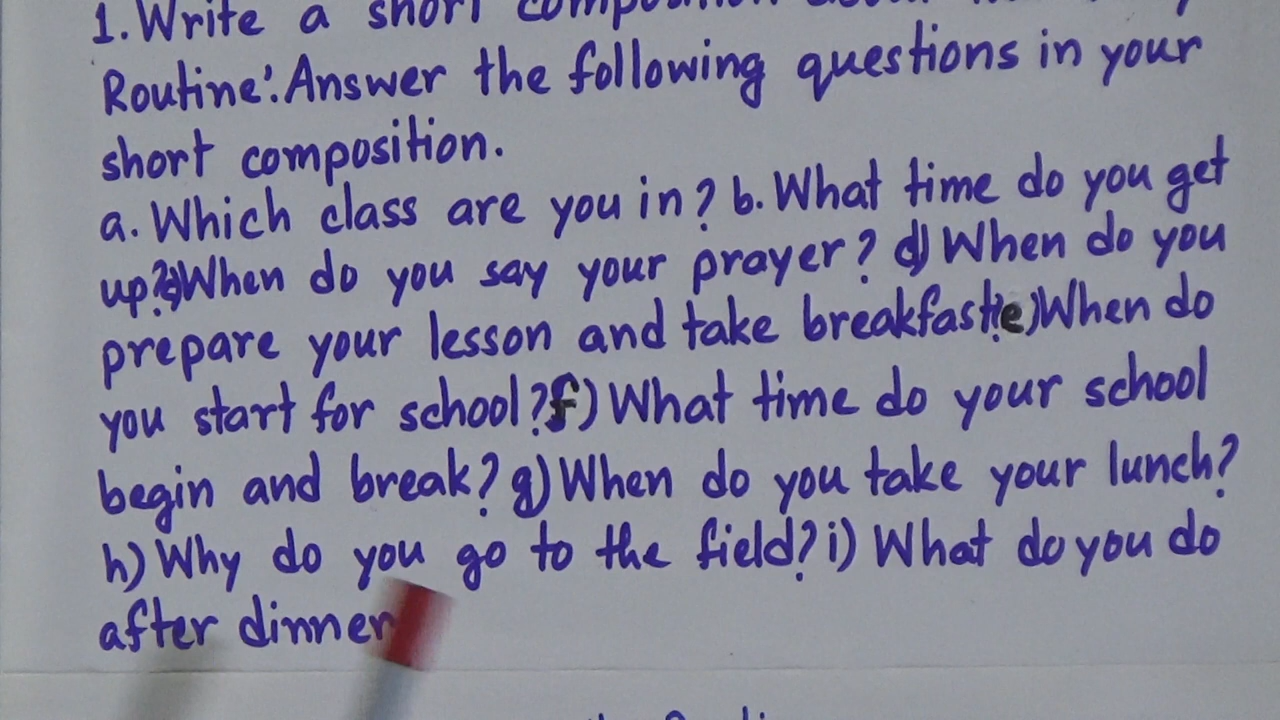 1. Write a short composition
Routine'. Answer the following questions in your
short composition.
a. Which class are you in? b. What time do you get
up? c) When do you say your prayer? d) When do you
prepare your lesson and take breakfast? e) When do
you start for school? f) What time do your school
begin and break? g) When do you take your lunch?
h) Why do you go to the field? i) What do you do
after dinner